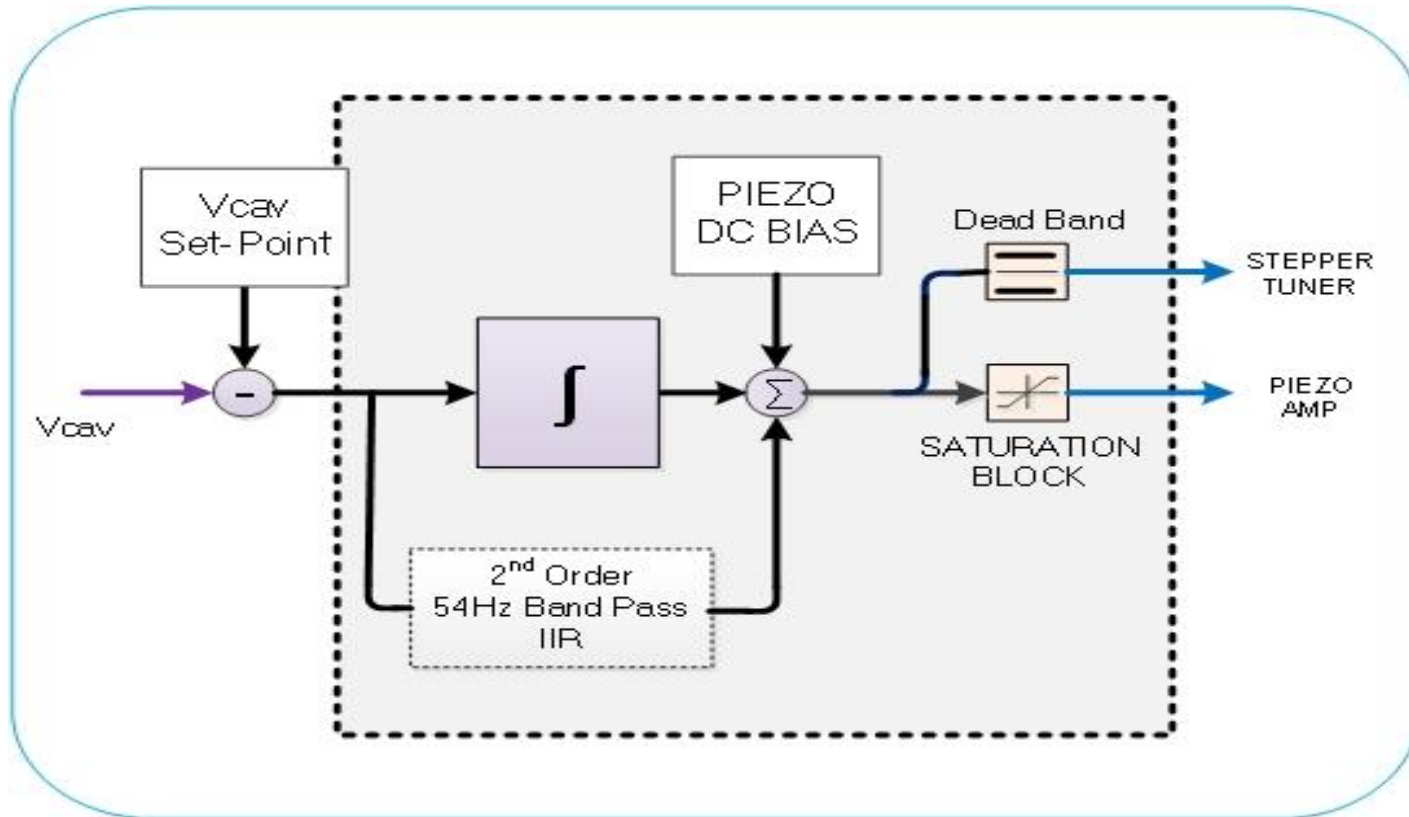 Vcav
Set-Point
PIEZO
DC BIAS
Dead Band
STEPPER
TUNER
-
∫
Σ
Vcav
PIEZO
AMP
SATURATION
BLOCK
2nd Order
54Hz Band Pass
IIR